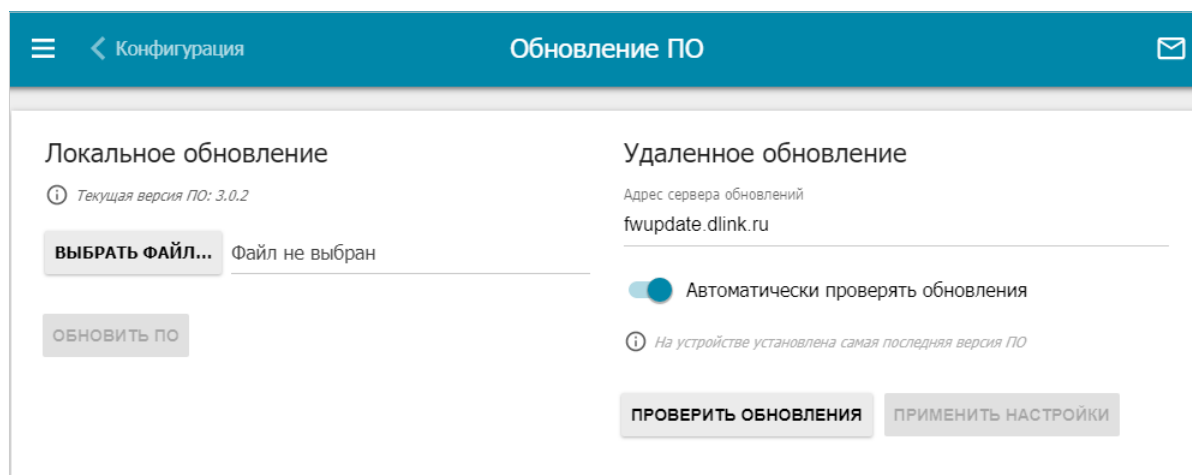 Конфигурация
Обновление ПО
Локальное обновление
Текущая версия ПО: 3.0.2
ВЫБРАТЬ ФАЙЛ... Файл не выбран
ОБНОВИТЬ ПО
Удаленное обновление
Адрес сервера обновлений
fwupdate.dlink.ru
Автоматически проверять обновления
На устройстве установлена самая последняя версия ПО
ПРОВЕРИТЬ ОБНОВЛЕНИЯ ПРИМЕНИТЬ НАСТРОЙКИ